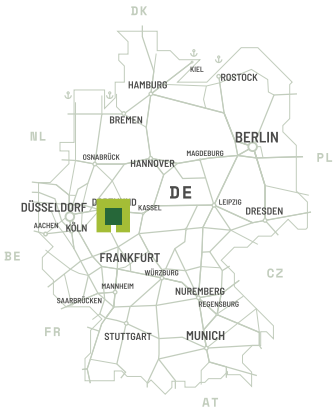 DK
KIEL
ROSTOCK
HAMBURG
BREMEN
NL
BERLIN
MAGDEBURG
PL
OSNABRÜCK
HANNOVER
DE
LEIPZIG
DÜSSELDORF
KASSEL
DRESDEN
AACHEN
KÖLN
BE
FRANKFURT
CZ
WÜRZBURG
MANNHEIM
NUREMBERG
SAARBRÜCKEN
REGENSBURG
FR
STUTTGART
MUNICH
AT